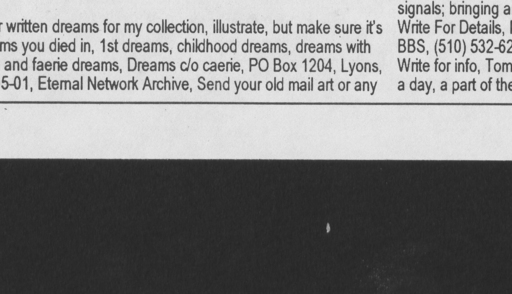 r written dreams for my collection, illustrate, but make sure it's
ms you died in, 1st dreams, childhood dreams, dreams with
and faerie dreams, Dreams c/o caerie, PO Box 1204, Lyons,
5-01, Eternal Network Archive, Send your old mail art or any
signals; bringing a
Write For Details,
BBS, (510) 532-62
Write for info, Tom
a day, a part of the